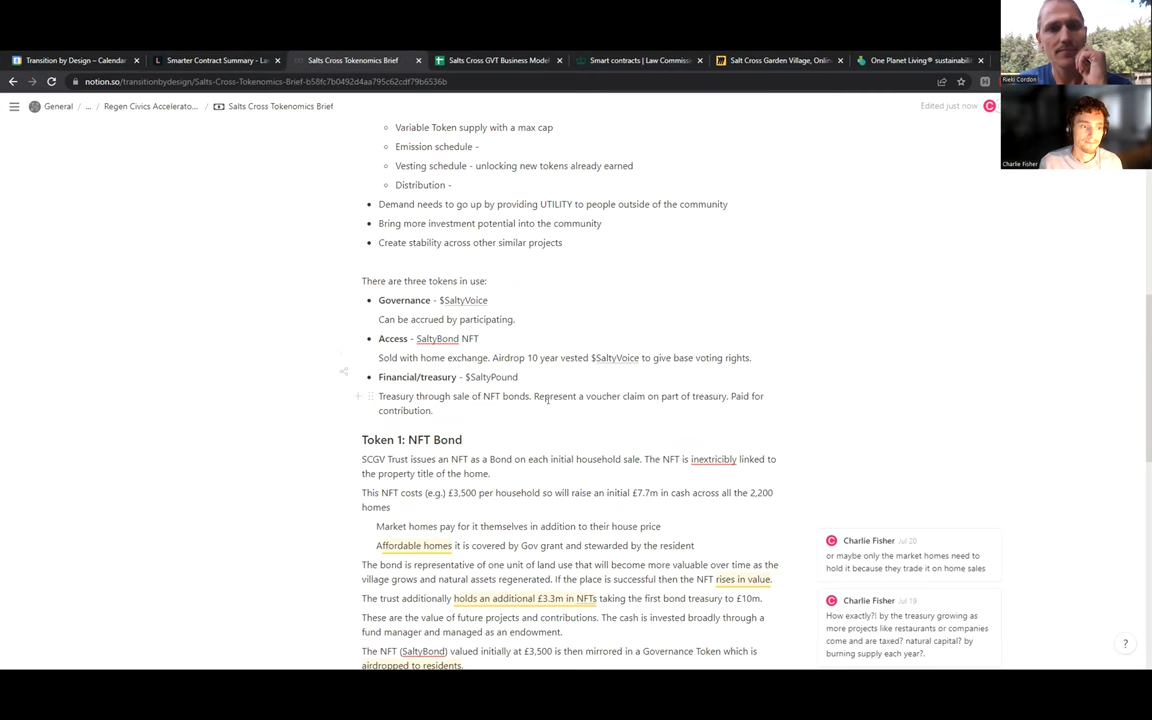 Transition by Design – Calendar
Smarter Contract Summary - La
Salts Cross Tokenomics Brief
Salts Cross GVT Business Model
Smart contracts | Law Commiss
Salt Cross Garden Village, Onlin
One Planet Living® sustainabili
notion.so/transitionbydesign/Salts-Cross-Tokenomics-Brief-b58fc7b0492d4aa795c62cdf79b6536b
General / ... / Regen Civics Accelerato... / Salts Cross Tokenomics Brief
Edited just now
C
Rieki Cordon
Charlie Fisher
Variable Token supply with a max cap
Emission schedule -
Vesting schedule - unlocking new tokens already earned
Distribution -
Demand needs to go up by providing UTILITY to people outside of the community
Bring more investment potential into the community
Create stability across other similar projects
There are three tokens in use:
Governance - $SaltyVoice
Can be accrued by participating.
Access - SaltyBond NFT
Sold with home exchange. Airdrop 10 year vested $SaltyVoice to give base voting rights.
Financial/treasury - $SaltyPound
Treasury through sale of NFT bonds. Represent a voucher claim on part of treasury. Paid for
contribution.
Token 1: NFT Bond
SCGV Trust issues an NFT as a Bond on each initial household sale. The NFT is inextricibly linked to
the property title of the home.
This NFT costs (e.g.) £3,500 per household so will raise an initial £7.7m in cash across all the 2,200
homes
Market homes pay for it themselves in addition to their house price
Affordable homes it is covered by Gov grant and stewarded by the resident
The bond is representative of one unit of land use that will become more valuable over time as the
village grows and natural assets regenerated. If the place is successful then the NFT rises in value.
The trust additionally holds an additional £3.3m in NFTs taking the first bond treasury to £10m.
These are the value of future projects and contributions. The cash is invested broadly through a
fund manager and managed as an endowment.
The NFT (SaltyBond) valued initially at £3,500 is then mirrored in a Governance Token which is
airdropped to residents.
C Charlie Fisher Jul 20
or maybe only the market homes need to
hold it because they trade it on home sales
C Charlie Fisher Jul 19
How exactly?! by the treasury growing as
more projects like restaurants or companies
come and are taxed? natural capital? by
burning supply each year?.
?